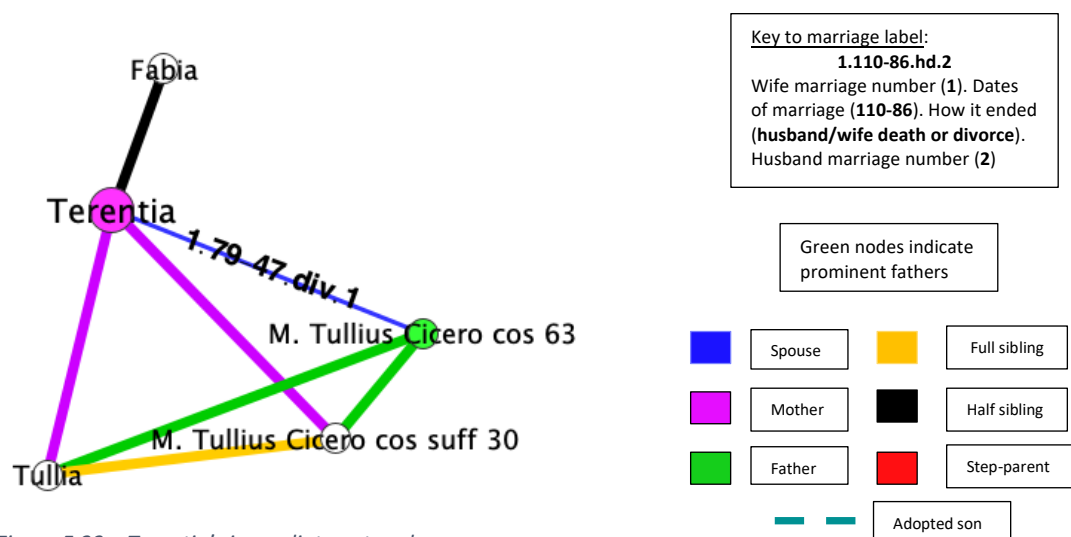 Fabia
Terentia
1.79-47.div.1
M. Tullius Cicero cos 63
M. Tullius Cicero cos suff 30
Tullia
Key to marriage label:
1.110-86.hd.2
Wife marriage number (1). Dates
of marriage (110-86). How it ended
(husband/wife death or divorce).
Husband marriage number (2)
Green nodes indicate
prominent fathers
Spouse
Full sibling
Mother
Half sibling
Father
Step-parent
Adopted son